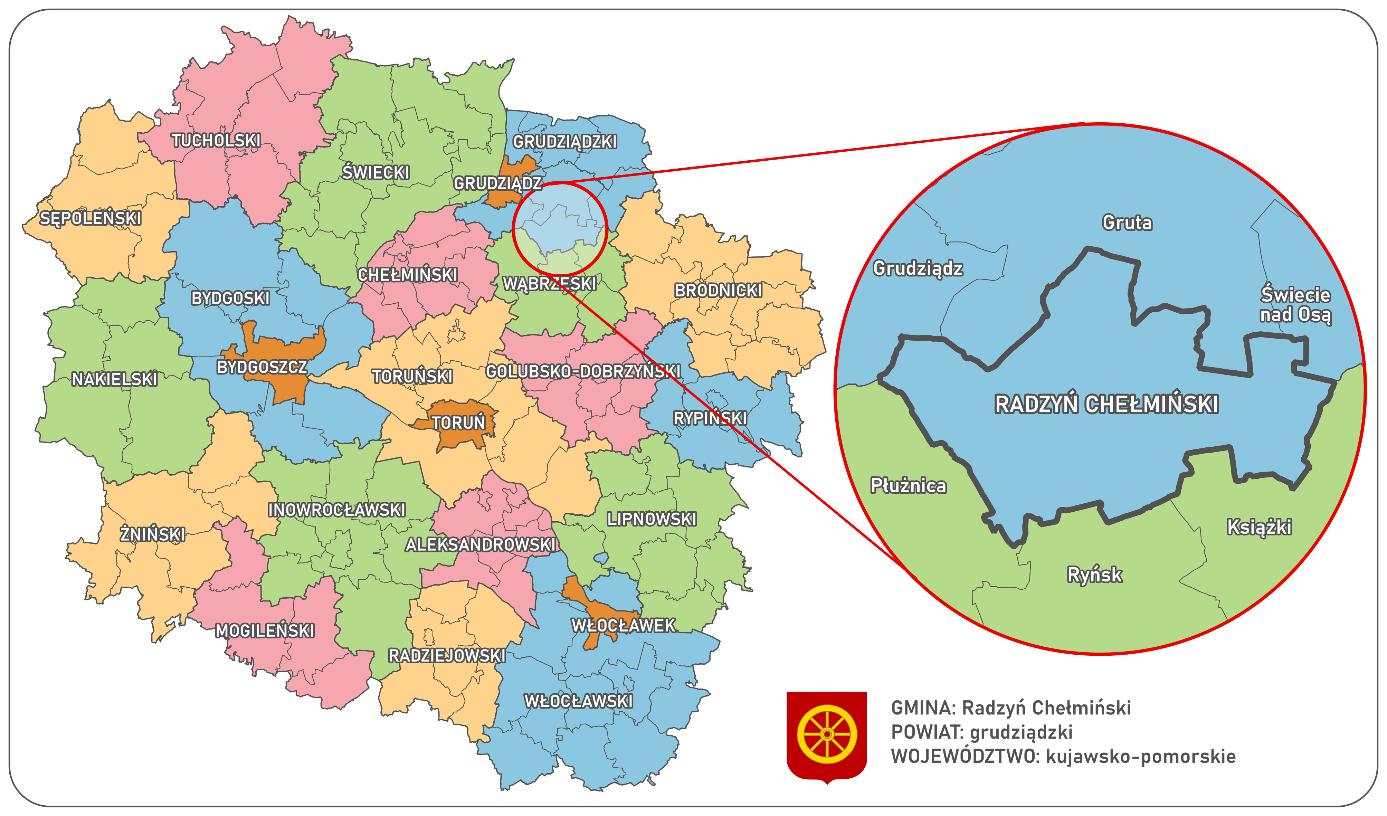 TUCHOLSKI
ŚWIECKI
GRUDZIĄDZKI
GRUDZIĄDZ
SĘPOLEŃSKI
CHEŁMIŃSKI
WĄBRZESKI
BRODNICKI
BYDGOSKI
BYDGOSZCZ
NAKIELSKI
TORUŃSKI
GOLUBSKO-DOBRZYŃSKI
TORUŃ
RYPIŃSKI
INOWROCŁAWSKI
LIPNOWSKI
ŻNIŃSKI
ALEKSANDROWSKI
MOGILEŃSKI
WŁOCŁAWEK
RADZIEJOWSKI
WŁOCŁAWSKI
Gruta
Grudziądz
Świecie
nad Osą
RADZYŃ CHEŁMIŃSKI
Płużnica
Książki
Ryńsk
GMINA: Radzyń Chełmiński
POWIAT: grudziądzki
WOJEWÓDZTWO: kujawsko-pomorskie